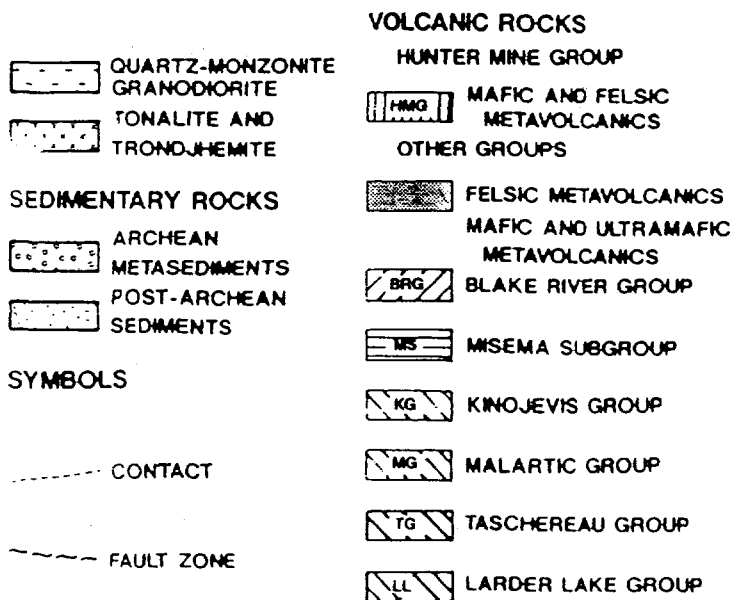 QUARTZ-MONZONITE
GRANODIORITE
TONALITE AND
TRONDJHEMITE
SEDIMENTARY ROCKS
ARCHEAN
METASEDIMENTS
POST-ARCHEAN
SEDIMENTS
SYMBOLS
CONTACT
FAULT ZONE
VOLCANIC ROCKS
HUNTER MINE GROUP
HMG MAFIC AND FELSIC
METAVOLCANICS
OTHER GROUPS
FELSIC METAVOLCANICS
MAFIC AND ULTRAMAFIC
METAVOLCANICS
BRG BLAKE RIVER GROUP
MS MISEMA SUBGROUP
KG KINOJEVIS GROUP
MG MALARTIC GROUP
TG TASCHEREAU GROUP
LL LARDER LAKE GROUP